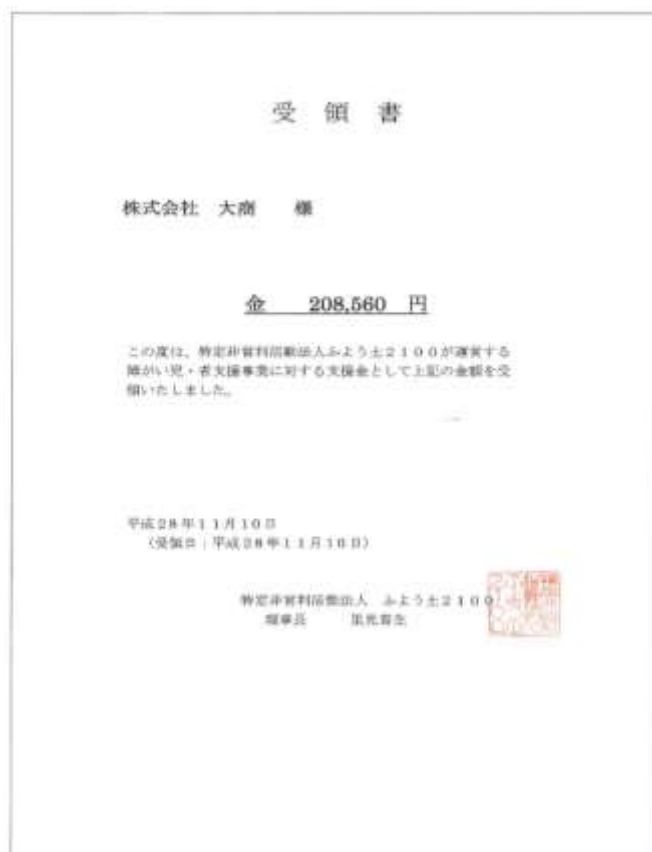 受 領 書
株式会社 大商 様
金 208,560 円
この度は、特定非営利活動法人ふよう土2100が運営する
障がい児・者支援事業に対する支援金として上記の金額を受
領いたしました。
平成28年11月10日
(受領日:平成28年11月10日)
特定非営利活動法人 ふよう土2100
理事長